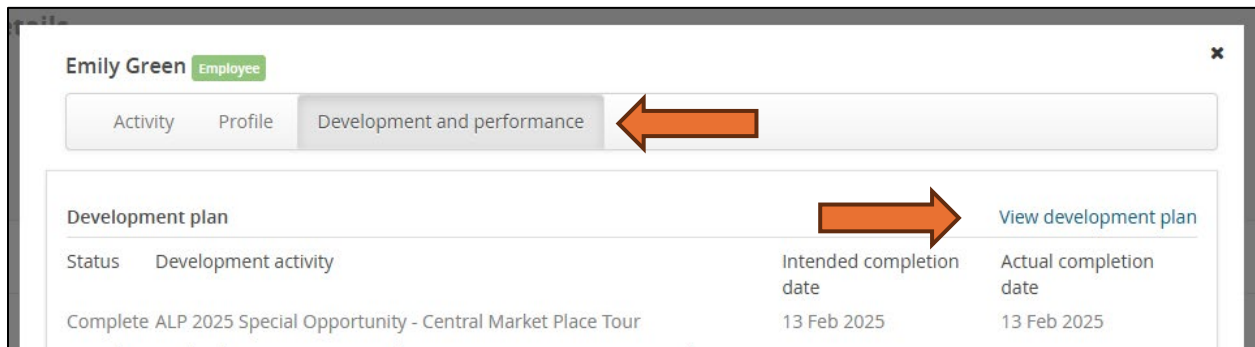 Emily Green Employee
Activity Profile Development and performance
Development plan View development plan
Status Development activity Intended completion date Actual completion date
Complete ALP 2025 Special Opportunity - Central Market Place Tour 13 Feb 2025 13 Feb 2025